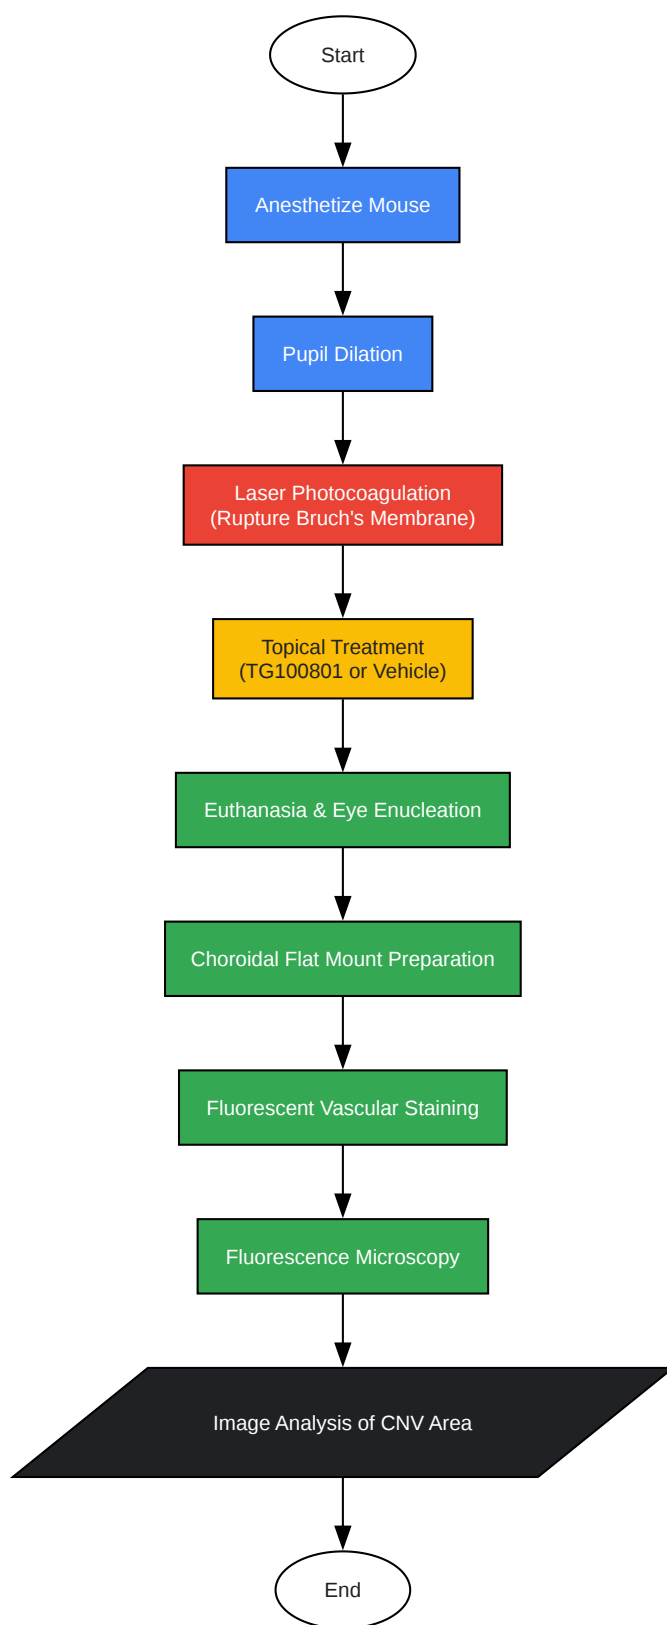 Start
Anesthetize Mouse
Pupil Dilation
Laser Photocoagulation
(Rupture Bruch's Membrane)
Topical Treatment
(TG100801 or Vehicle)
Euthanasia & Eye Enucleation
Choroidal Flat Mount Preparation
Fluorescent Vascular Staining
Fluorescence Microscopy
Image Analysis of CNV Area
End